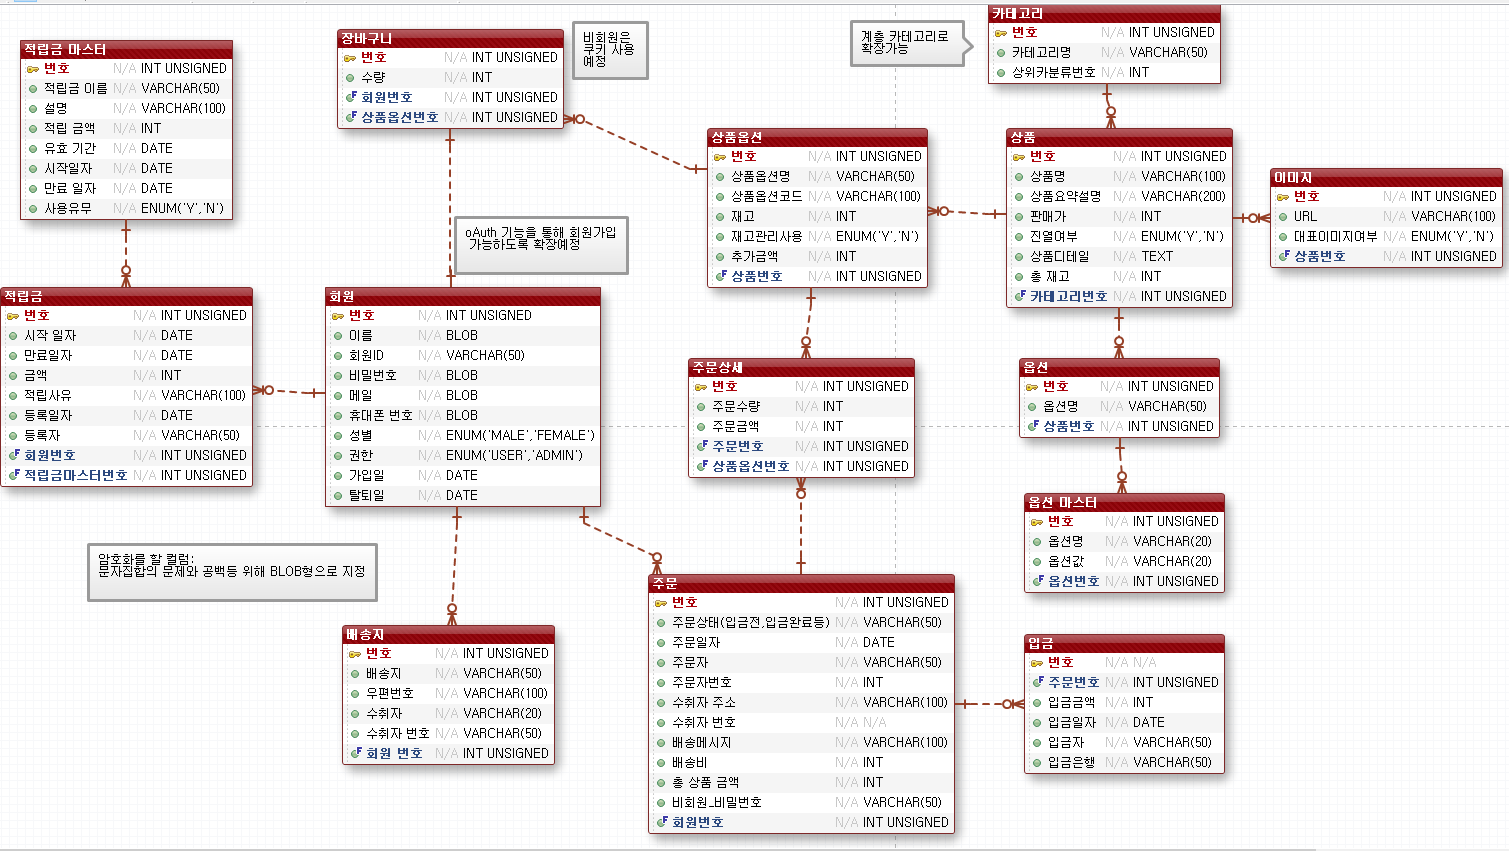 적립금 마스터
번호 N/A INT UNSIGNED
적립금 이름 N/A VARCHAR(50)
설명 N/A VARCHAR(100)
적립 금액 N/A INT
유효 기간 N/A DATE
시작일자 N/A DATE
만료 일자 N/A DATE
사용유무 N/A ENUM('Y','N')
장바구니
번호 N/A INT UNSIGNED
수량 N/A INT
회원번호 N/A INT UNSIGNED
상품옵션번호 N/A INT UNSIGNED
비회원은
쿠키 사용
예정
계층 카테고리로
확장가능
카테고리
번호 N/A INT UNSIGNED
카테고리명 N/A VARCHAR(50)
상위카분류번호 N/A INT
상품옵션
번호 N/A INT UNSIGNED
상품옵션명 N/A VARCHAR(50)
상품옵션코드 N/A VARCHAR(100)
재고 N/A INT
재고관리사용 N/A ENUM('Y','N')
추가금액 N/A INT
상품번호 N/A INT UNSIGNED
상품
번호 N/A INT UNSIGNED
상품명 N/A VARCHAR(100)
상품요약설명 N/A VARCHAR(200)
판매가 N/A INT
진열여부 N/A ENUM('Y','N')
상품디테일 N/A TEXT
총 재고 N/A INT
카테고리번호 N/A INT UNSIGNED
이미지
번호 N/A INT UNSIGNED
URL N/A VARCHAR(100)
대표이미지여부 N/A ENUM('Y','N')
상품번호 N/A INT UNSIGNED
oAuth 기능을 통해 회원가입
가능하도록 확장예정
적립금
번호 N/A INT UNSIGNED
시작 일자 N/A DATE
만료일자 N/A DATE
금액 N/A INT
적립사유 N/A VARCHAR(100)
등록일자 N/A DATE
등록자 N/A VARCHAR(50)
회원번호 N/A INT UNSIGNED
적립금마스터번호 N/A INT UNSIGNED
회원
번호 N/A INT UNSIGNED
이름 N/A BLOB
회원ID N/A VARCHAR(50)
비밀번호 N/A BLOB
메일 N/A BLOB
휴대폰 번호 N/A BLOB
성별 N/A ENUM('MALE','FEMALE')
권한 N/A ENUM('USER','ADMIN')
가입일 N/A DATE
탈퇴일 N/A DATE
주문상세
번호 N/A INT UNSIGNED
주문수량 N/A INT
주문금액 N/A INT
주문번호 N/A INT UNSIGNED
상품옵션번호 N/A INT UNSIGNED
옵션
번호 N/A INT UNSIGNED
옵션명 N/A VARCHAR(50)
상품번호 N/A INT UNSIGNED
옵션 마스터
번호 N/A INT UNSIGNED
옵션명 N/A VARCHAR(20)
옵션값 N/A VARCHAR(20)
옵션번호 N/A INT UNSIGNED
암호화를 할 컬럼:
문자집합의 문제와 공백등 위해 BLOB형으로 지정
배송지
번호 N/A INT UNSIGNED
배송지 N/A VARCHAR(50)
우편번호 N/A VARCHAR(100)
수취자 N/A VARCHAR(20)
수취자 번호 N/A VARCHAR(50)
회원 번호 N/A INT UNSIGNED
주문
번호 N/A INT UNSIGNED
주문상태(입금전,입금완료등) N/A VARCHAR(50)
주문일자 N/A DATE
주문자 N/A VARCHAR(50)
주문자번호 N/A INT
수취자 주소 N/A VARCHAR(100)
수취자 번호 N/A N/A
배송메시지 N/A VARCHAR(100)
배송비 N/A INT
총 상품 금액 N/A INT
비회원_비밀번호 N/A VARCHAR(50)
회원번호 N/A INT UNSIGNED
입금
번호 N/A N/A
주문번호 N/A INT UNSIGNED
입금금액 N/A INT
입금일자 N/A DATE
입금자 N/A VARCHAR(50)
입금은행 N/A VARCHAR(50)